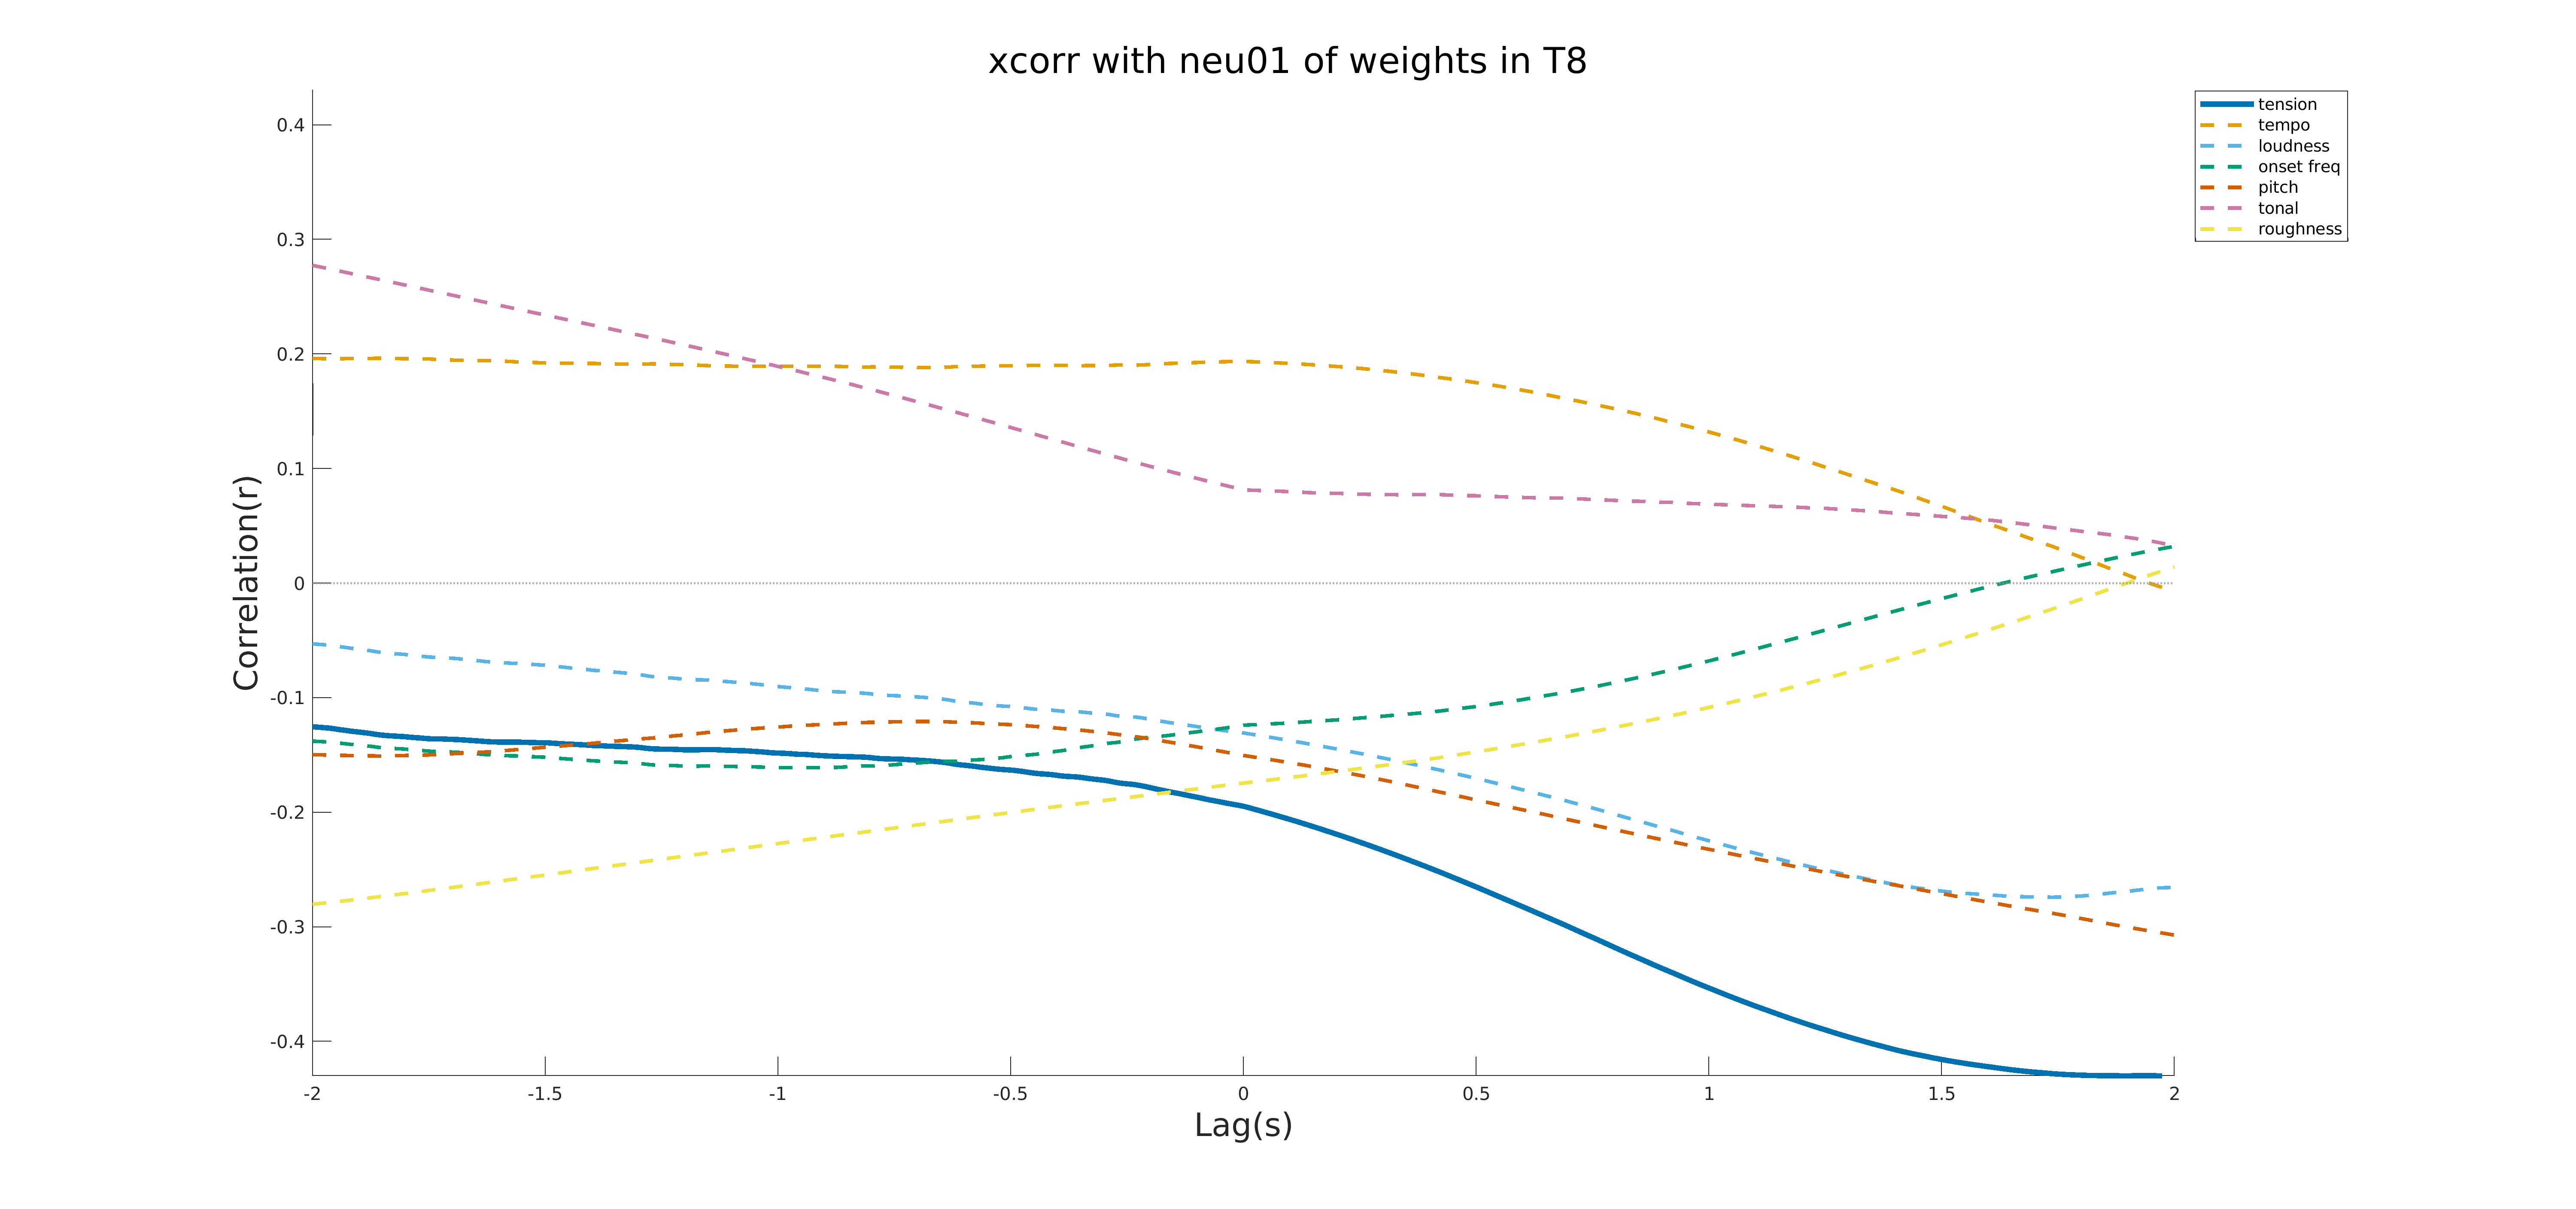 xcorr with neu01 of weights in T8
tension
tempo
loudness
onset freq
pitch
tonal
roughness
Correlation(r)
0.4
0.3
0.2
0.1
0
-0.1
-0.2
-0.3
-0.4
-2
-1.5
-1
-0.5
0
0.5
1
1.5
2
Lag(s)